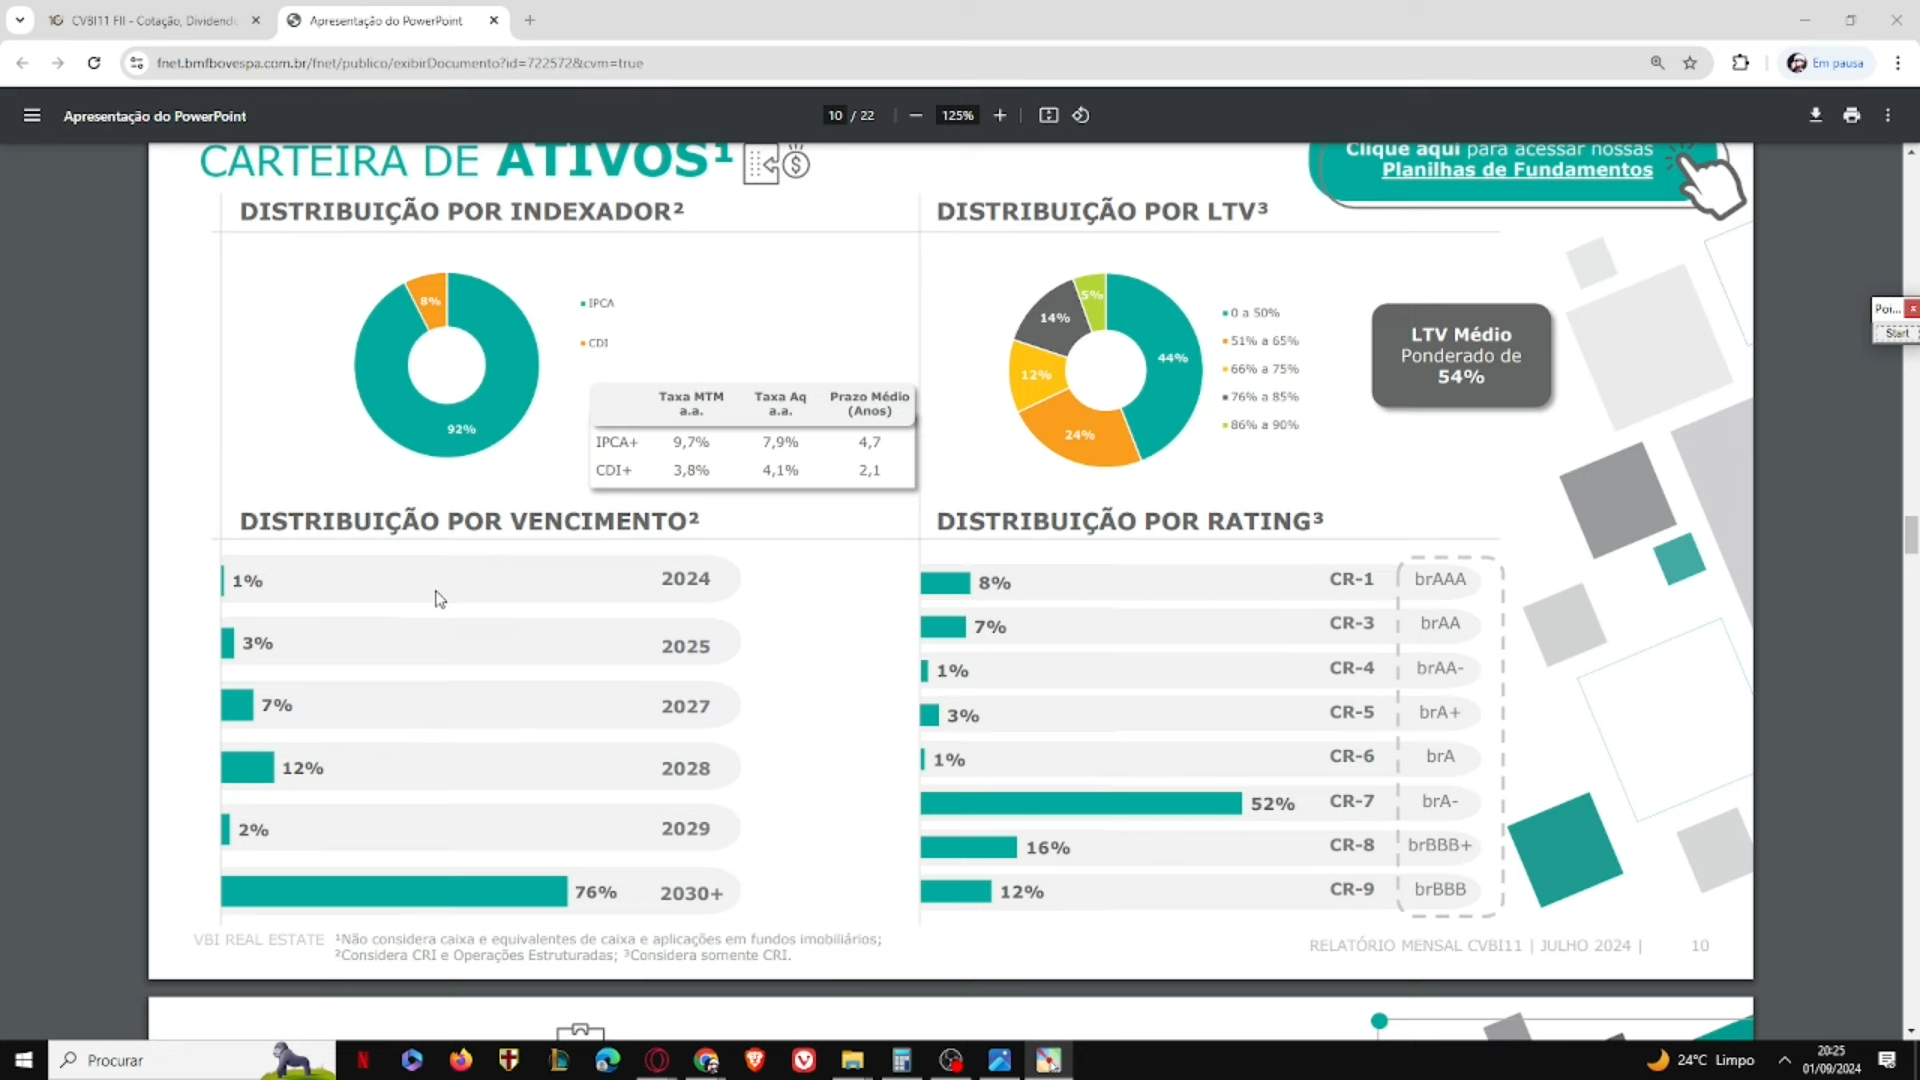 CVBI11 FII - Cotação, Dividend
Apresentação do PowerPoint
fnet.bmfbovespa.com.br/fnet/publico/exibirDocumento?id=722572&cvm=true
Em pausa
Apresentação do PowerPoint
10 / 22
125%
CARTEIRA DE ATIVOS¹
Clique aqui para acessar nossas
Planilhas de Fundamentos
DISTRIBUIÇÃO POR INDEXADOR²
8%
92%
IPCA
CDI
Taxa MTM a.a. Taxa Aq a.a. Prazo Médio (Anos)
IPCA+ 9,7% 7,9% 4,7
CDI+ 3,8% 4,1% 2,1
DISTRIBUIÇÃO POR LTV³
5%
14%
44%
12%
24%
0 a 50%
51% a 65%
66% a 75%
76% a 85%
86% a 90%
LTV Médio
Ponderado de
54%
Poi...
Start
DISTRIBUIÇÃO POR VENCIMENTO²
1% 2024
3% 2025
7% 2027
12% 2028
2% 2029
76% 2030+
DISTRIBUIÇÃO POR RATING³
8% CR-1 brAAA
7% CR-3 brAA
1% CR-4 brAA-
3% CR-5 brA+
1% CR-6 brA
52% CR-7 brA-
16% CR-8 brBBB+
12% CR-9 brBBB
VBI REAL ESTATE
¹Não considera caixa e equivalentes de caixa e aplicações em fundos imobiliários;
²Considera CRI e Operações Estruturadas; ³Considera somente CRI.
RELATÓRIO MENSAL CVBI11 | JULHO 2024 | 10
Procurar
24°C Limpo
20:25
01/09/2024